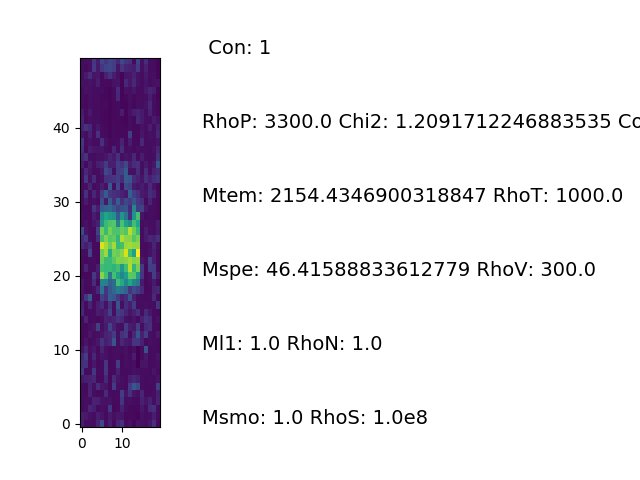 Con: 1
40
RhoP: 3300.0 Chi2: 1.2091712246883535 Co
30
Mtem: 2154.4346900318847 RhoT: 1000.0
20
Mspe: 46.41588833612779 RhoV: 300.0
10
Ml1: 1.0 RhoN: 1.0
0
Msmo: 1.0 RhoS: 1.0e8
0 10